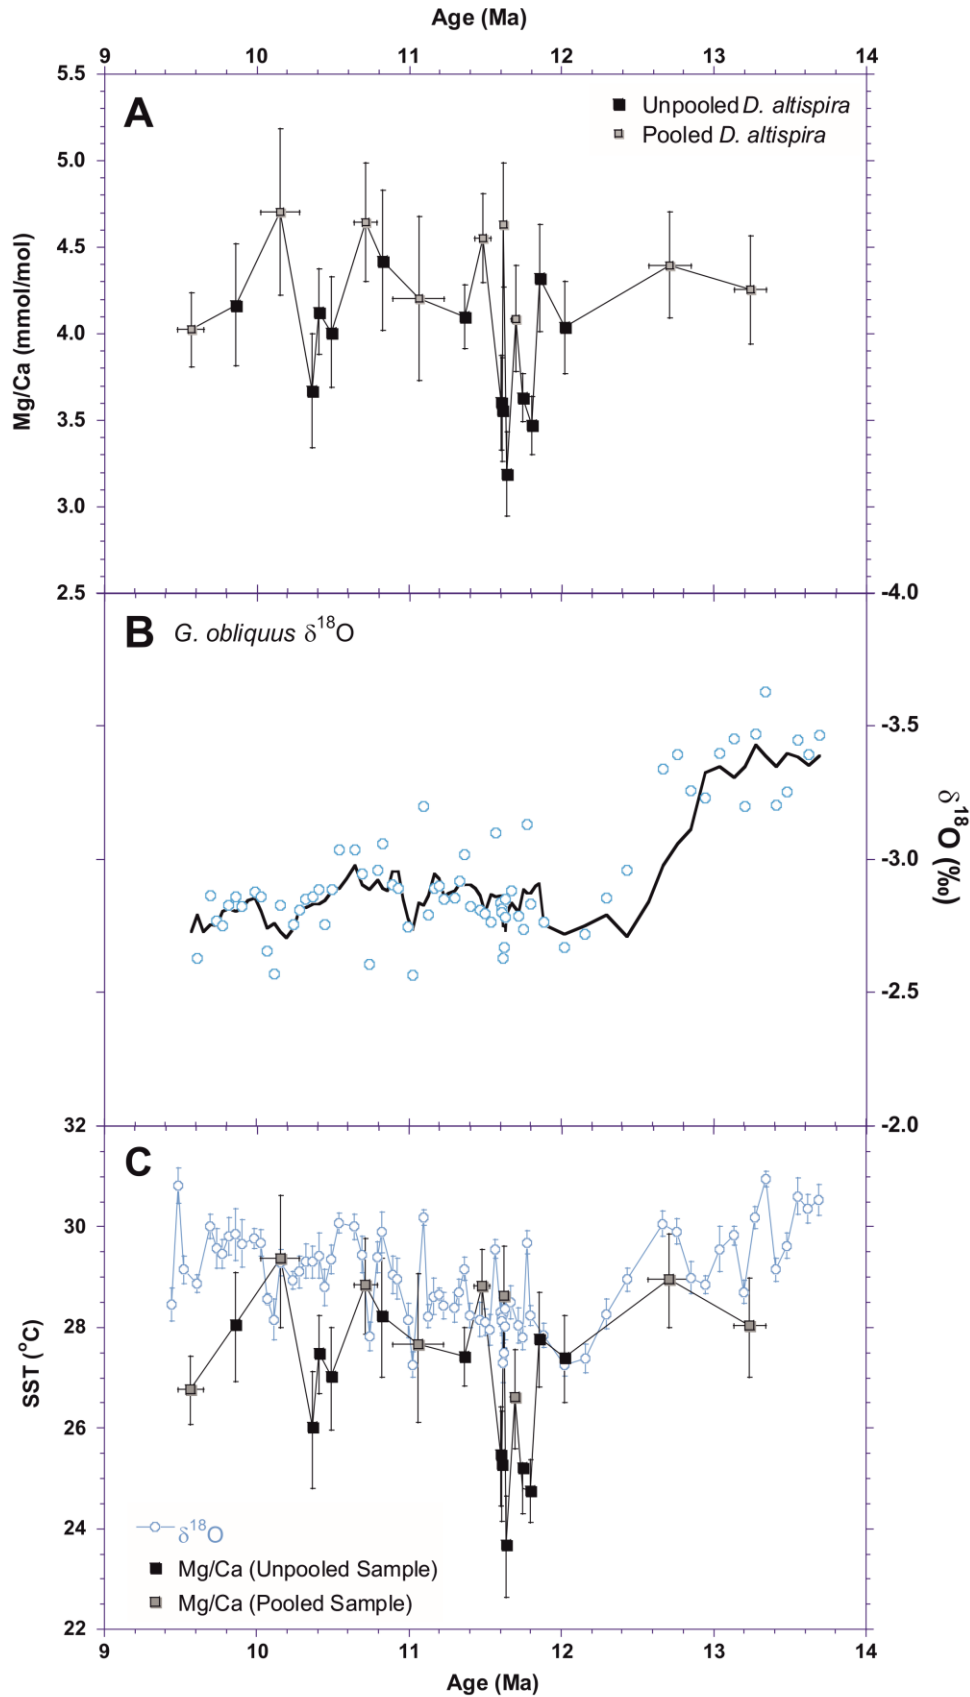 Age (Ma)
9 10 11 12 13 14
5.5
A
Unpooled D. altispira
Pooled D. altispira
5.0
4.5
4.0
3.5
3.0
2.5
Mg/Ca (mmol/mol)
-4.0
B G. obliquus δ18O
-3.5
-3.0
-2.5
-2.0
δ18O (‰)
32
C
30
28
26
24
22
SST (oC)
δ18O
Mg/Ca (Unpooled Sample)
Mg/Ca (Pooled Sample)
9 10 11 12 13 14
Age (Ma)